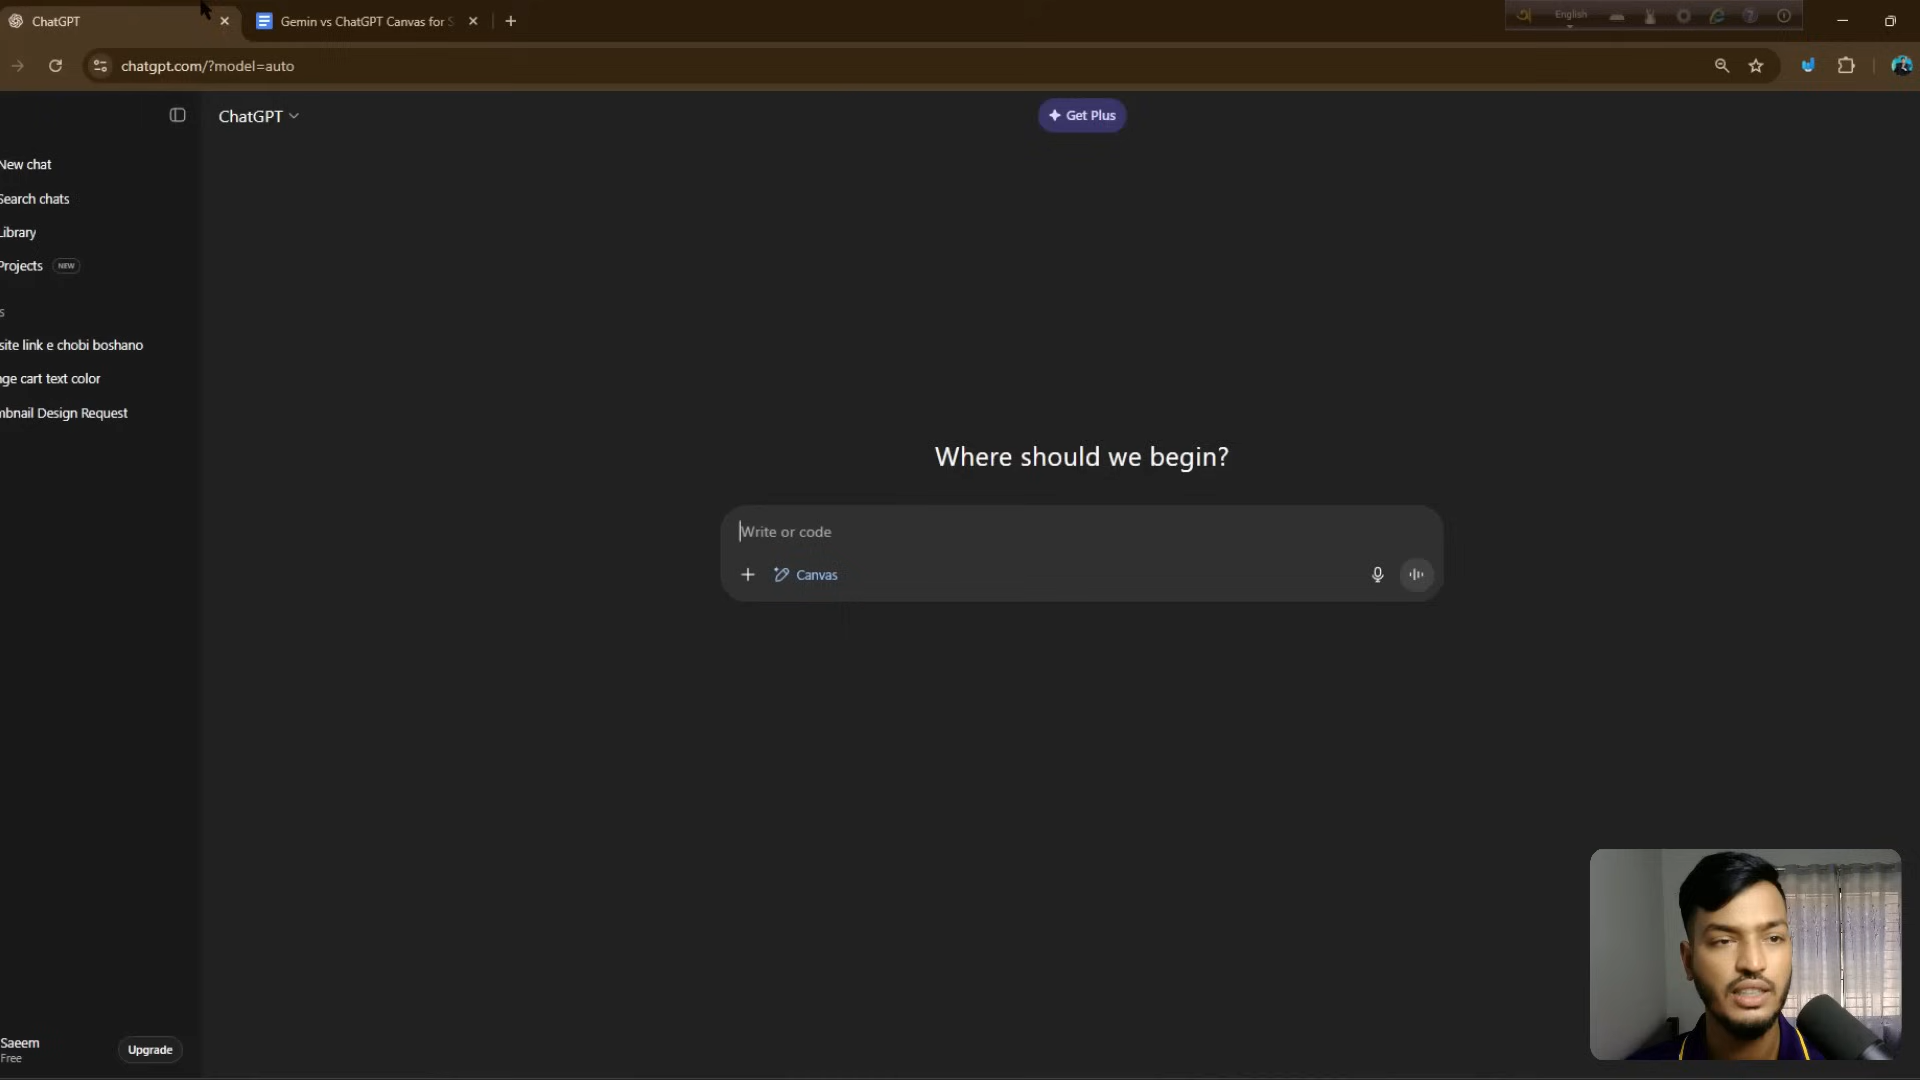 ChatGPT
Gemin vs ChatGPT Canvas for S
English
chatgpt.com/?model=auto
ChatGPT
Get Plus
New chat
Search chats
Library
Projects NEW
s
site link e chobi boshano
nge cart text color
mbnail Design Request
Where should we begin?
Write or code
Canvas
Saeem
Free
Upgrade